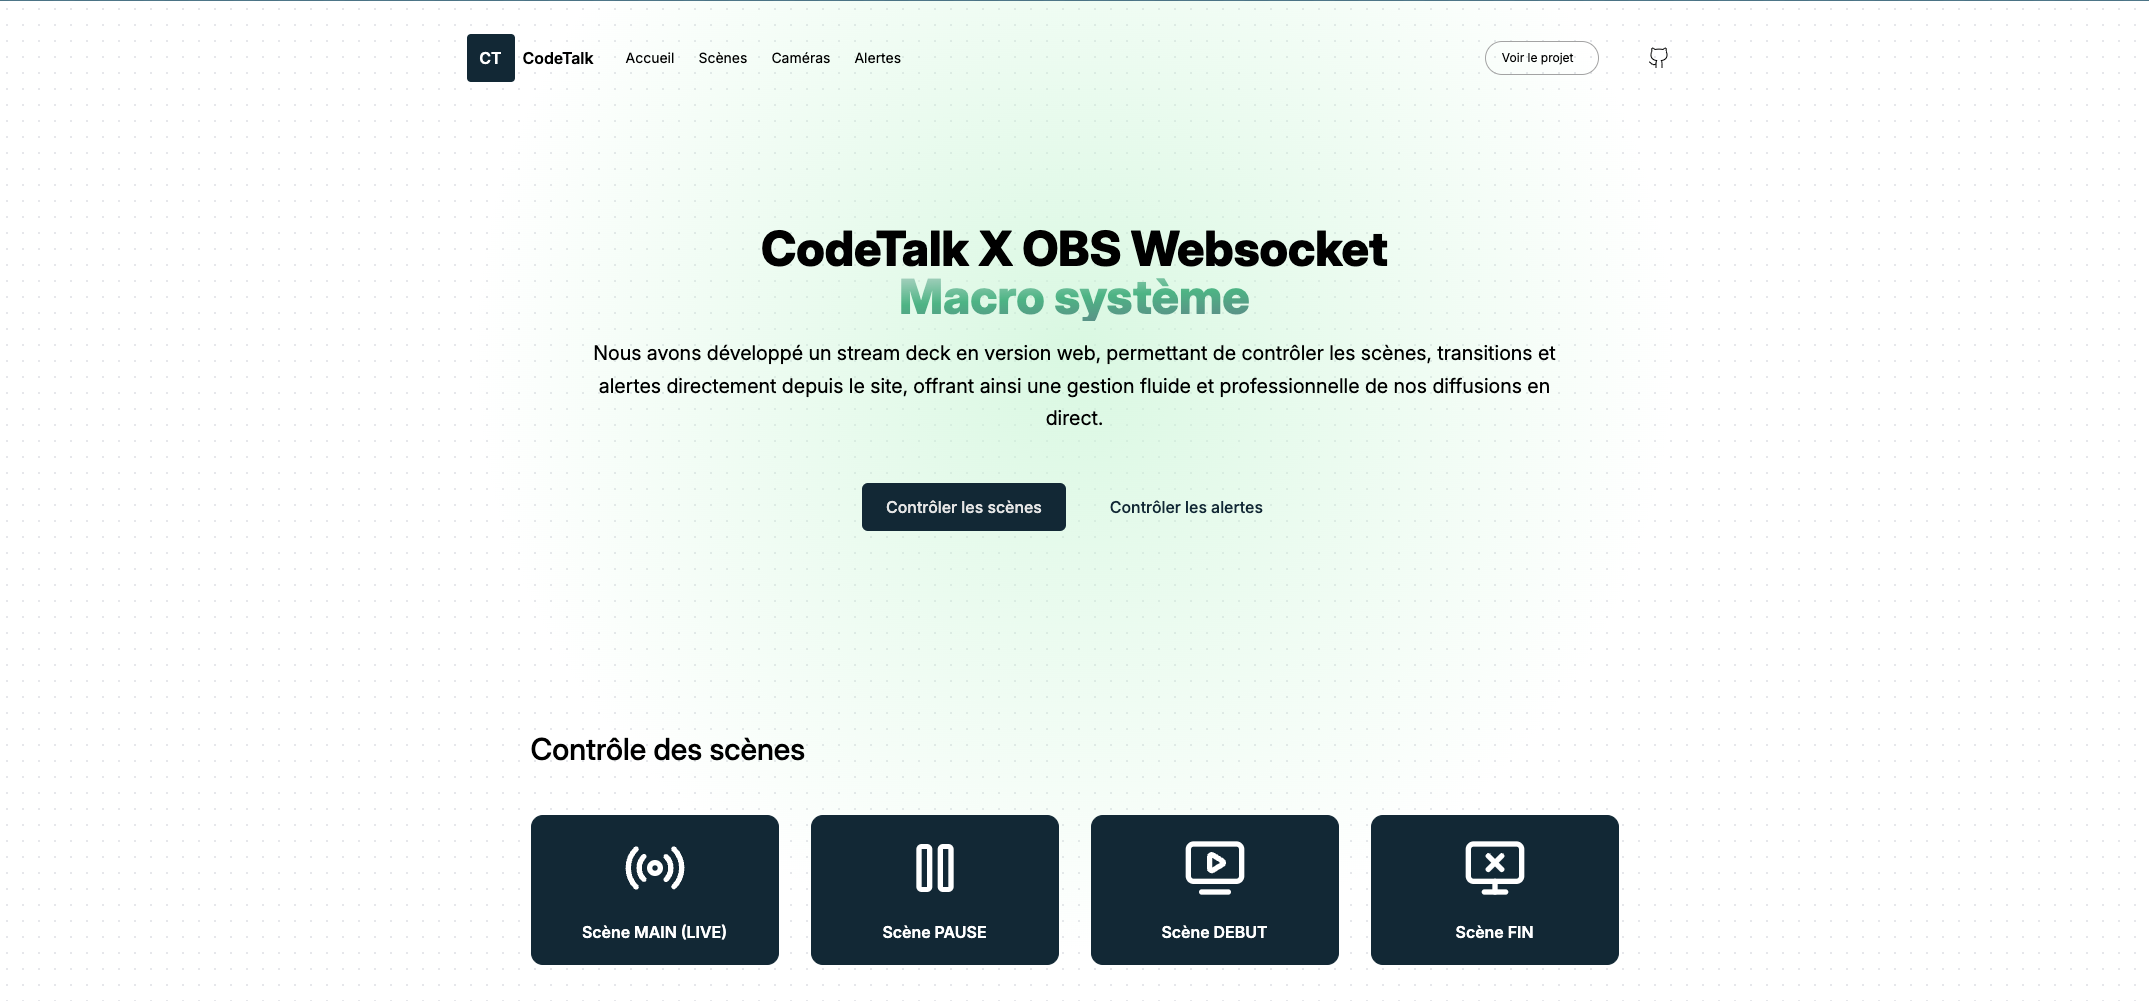 CT CodeTalk Accueil Scènes Caméras Alertes Voir le projet
CodeTalk X OBS Websocket
Macro système
Nous avons développé un stream deck en version web, permettant de contrôler les scènes, transitions et
alertes directement depuis le site, offrant ainsi une gestion fluide et professionnelle de nos diffusions en
direct.
Contrôler les scènes Contrôler les alertes
Contrôle des scènes
Scène MAIN (LIVE) Scène PAUSE Scène DEBUT Scène FIN